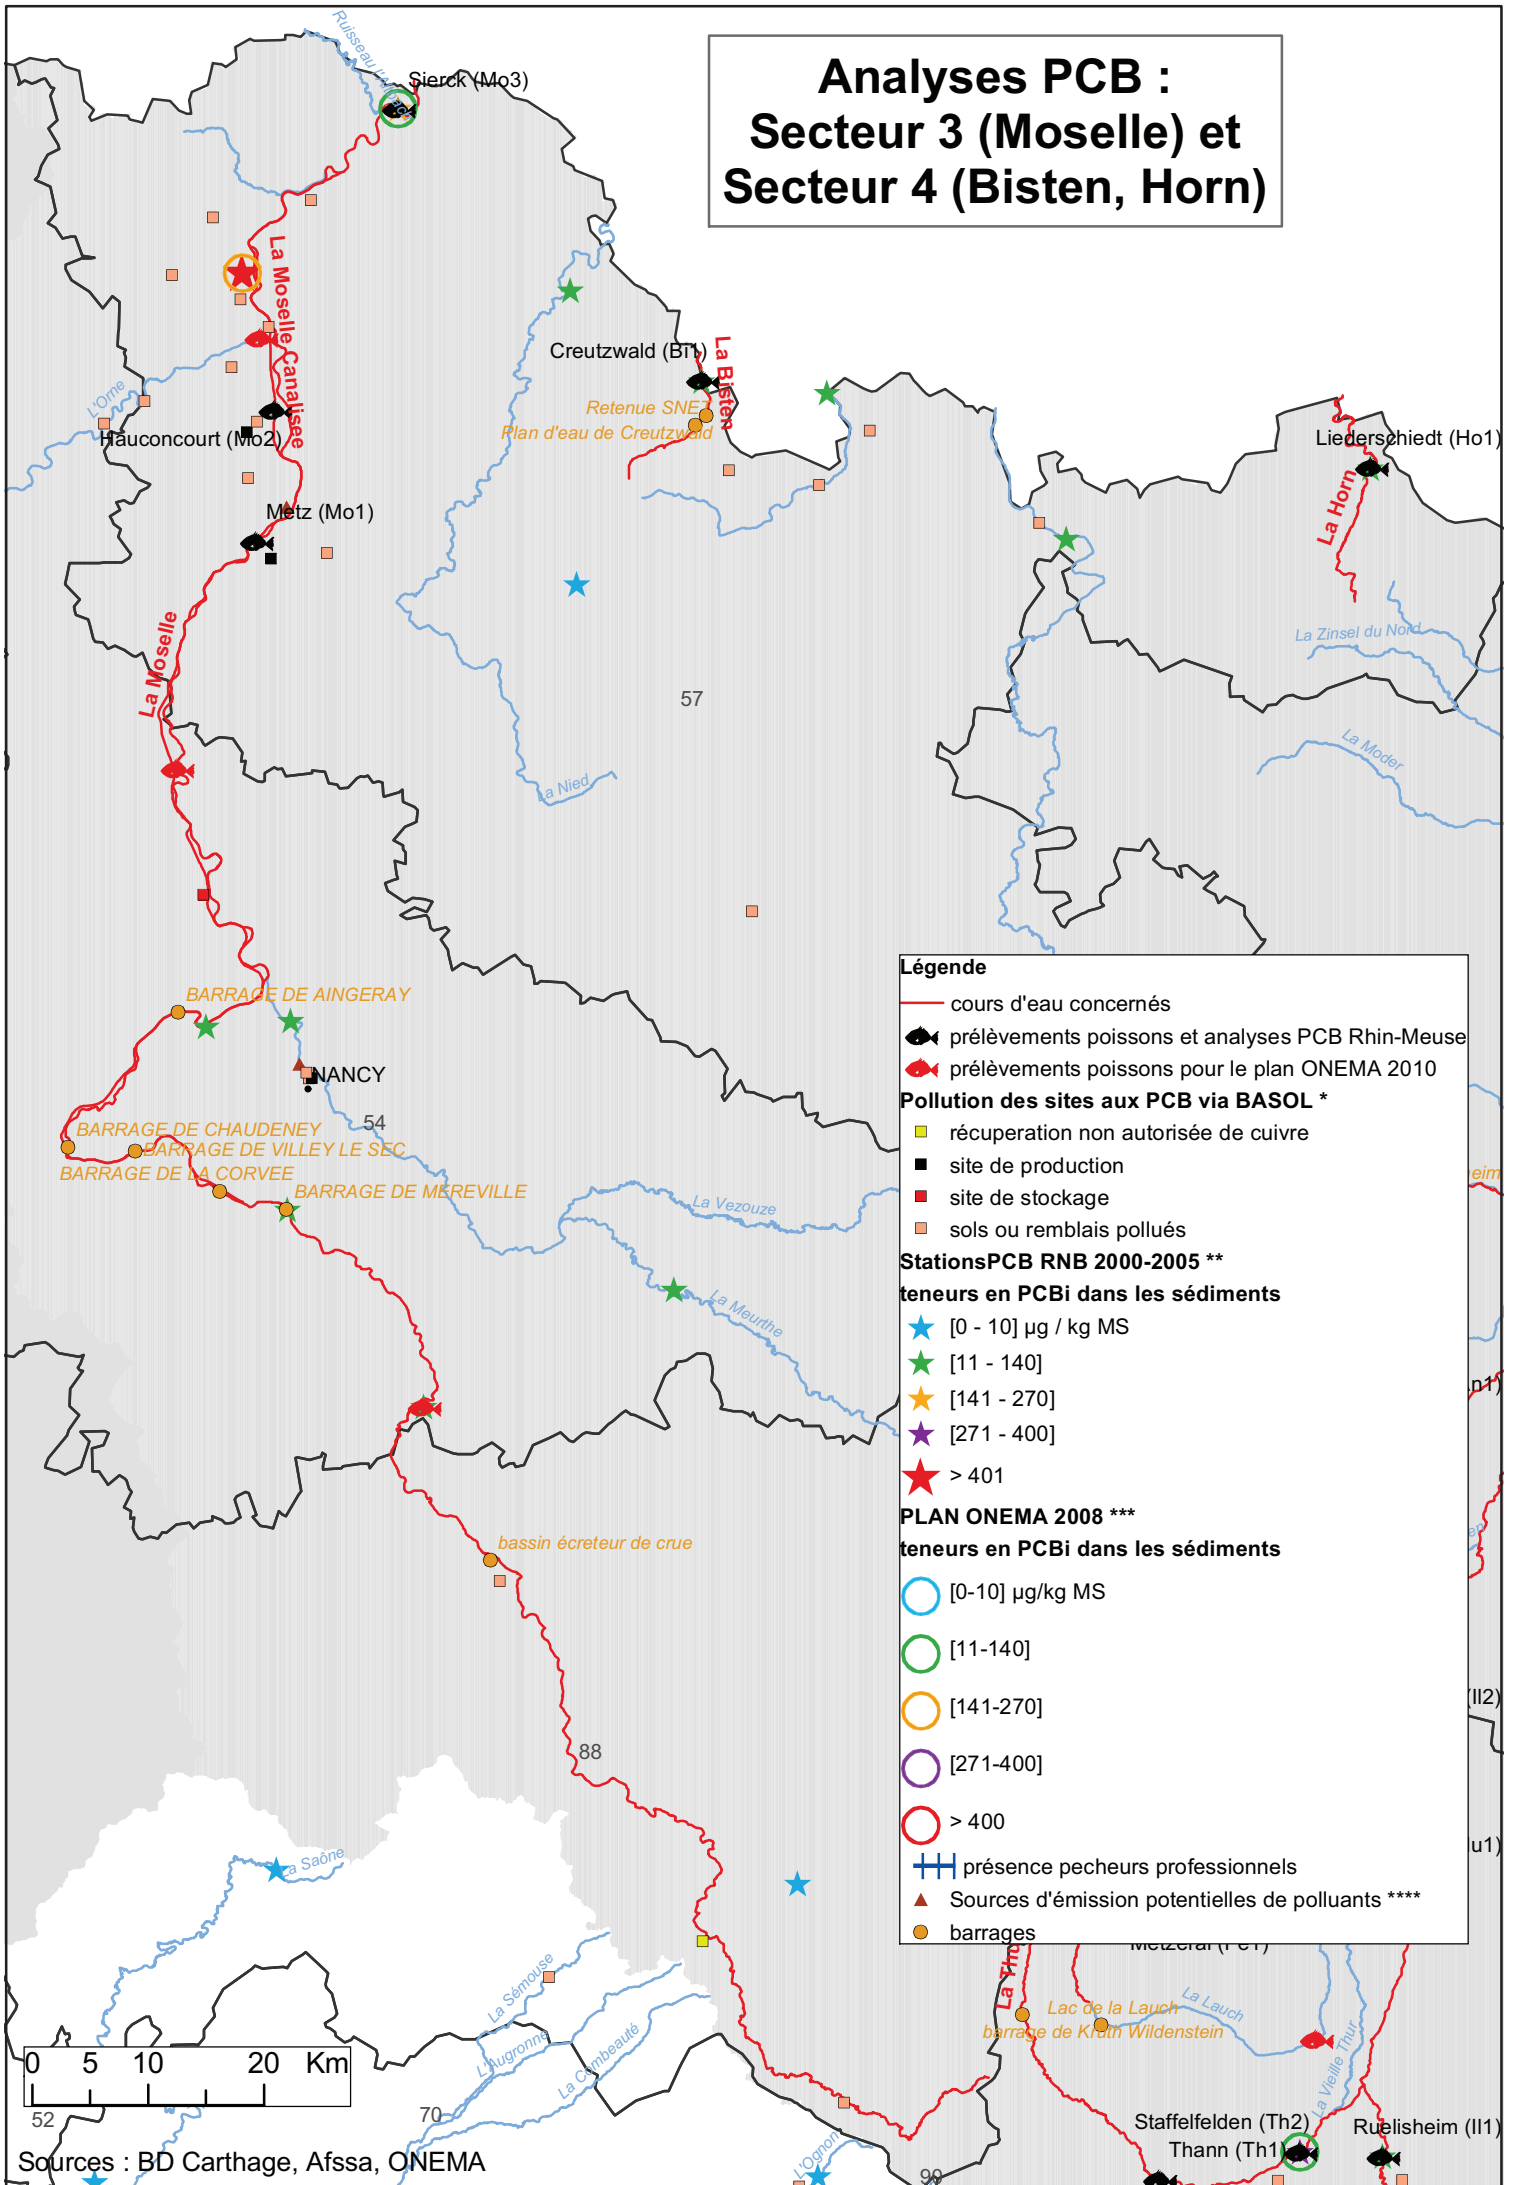 Analyses PCB :
Secteur 3 (Moselle) et
Secteur 4 (Bisten, Horn)
Sierck (Mo3)
La Moselle Canalisee
Creutzwald (Bi1)
La Bisten
Retenue SNET
Plan d'eau de Creutzwald
L'Orne
Hauconcourt (Mo2)
Liederschiedt (Ho1)
La Horn
Metz (Mo1)
La Moselle
La Zinsel du Nord
57
La Moder
La Nied
BARRAGE DE AINGERAY
NANCY
54
BARRAGE DE CHAUDENEY
BARRAGE DE VILLEY LE SEC
BARRAGE DE LA CORVEE
BARRAGE DE MEREVILLE
La Vezouze
La Meurthe
bassin écreteur de crue
88
La Saône
La Sémouse
L'Augronne
La Combeauté
70
L'Ognon
90
Légende
cours d'eau concernés
prélèvements poissons et analyses PCB Rhin-Meuse
prélèvements poissons pour le plan ONEMA 2010
Pollution des sites aux PCB via BASOL *
récuperation non autorisée de cuivre
site de production
site de stockage
sols ou remblais pollués
StationsPCB RNB 2000-2005 **
teneurs en PCBi dans les sédiments
[0 - 10] µg / kg MS
[11 - 140]
[141 - 270]
[271 - 400]
> 401
PLAN ONEMA 2008 ***
teneurs en PCBi dans les sédiments
[0-10] µg/kg MS
[11-140]
[141-270]
[271-400]
> 400
présence pecheurs professionnels
Sources d'émission potentielles de polluants ****
barrages
eim
n1)
en
(Il2)
lu1)
La Thu
Lac de la Lauch
barrage de Kruth Wildenstein
La Lauch
La Vieille Thur
Staffelfelden (Th2)
Thann (Th1)
Ruelisheim (Il1)
0 5 10 20 Km
52
Sources : BD Carthage, Afssa, ONEMA